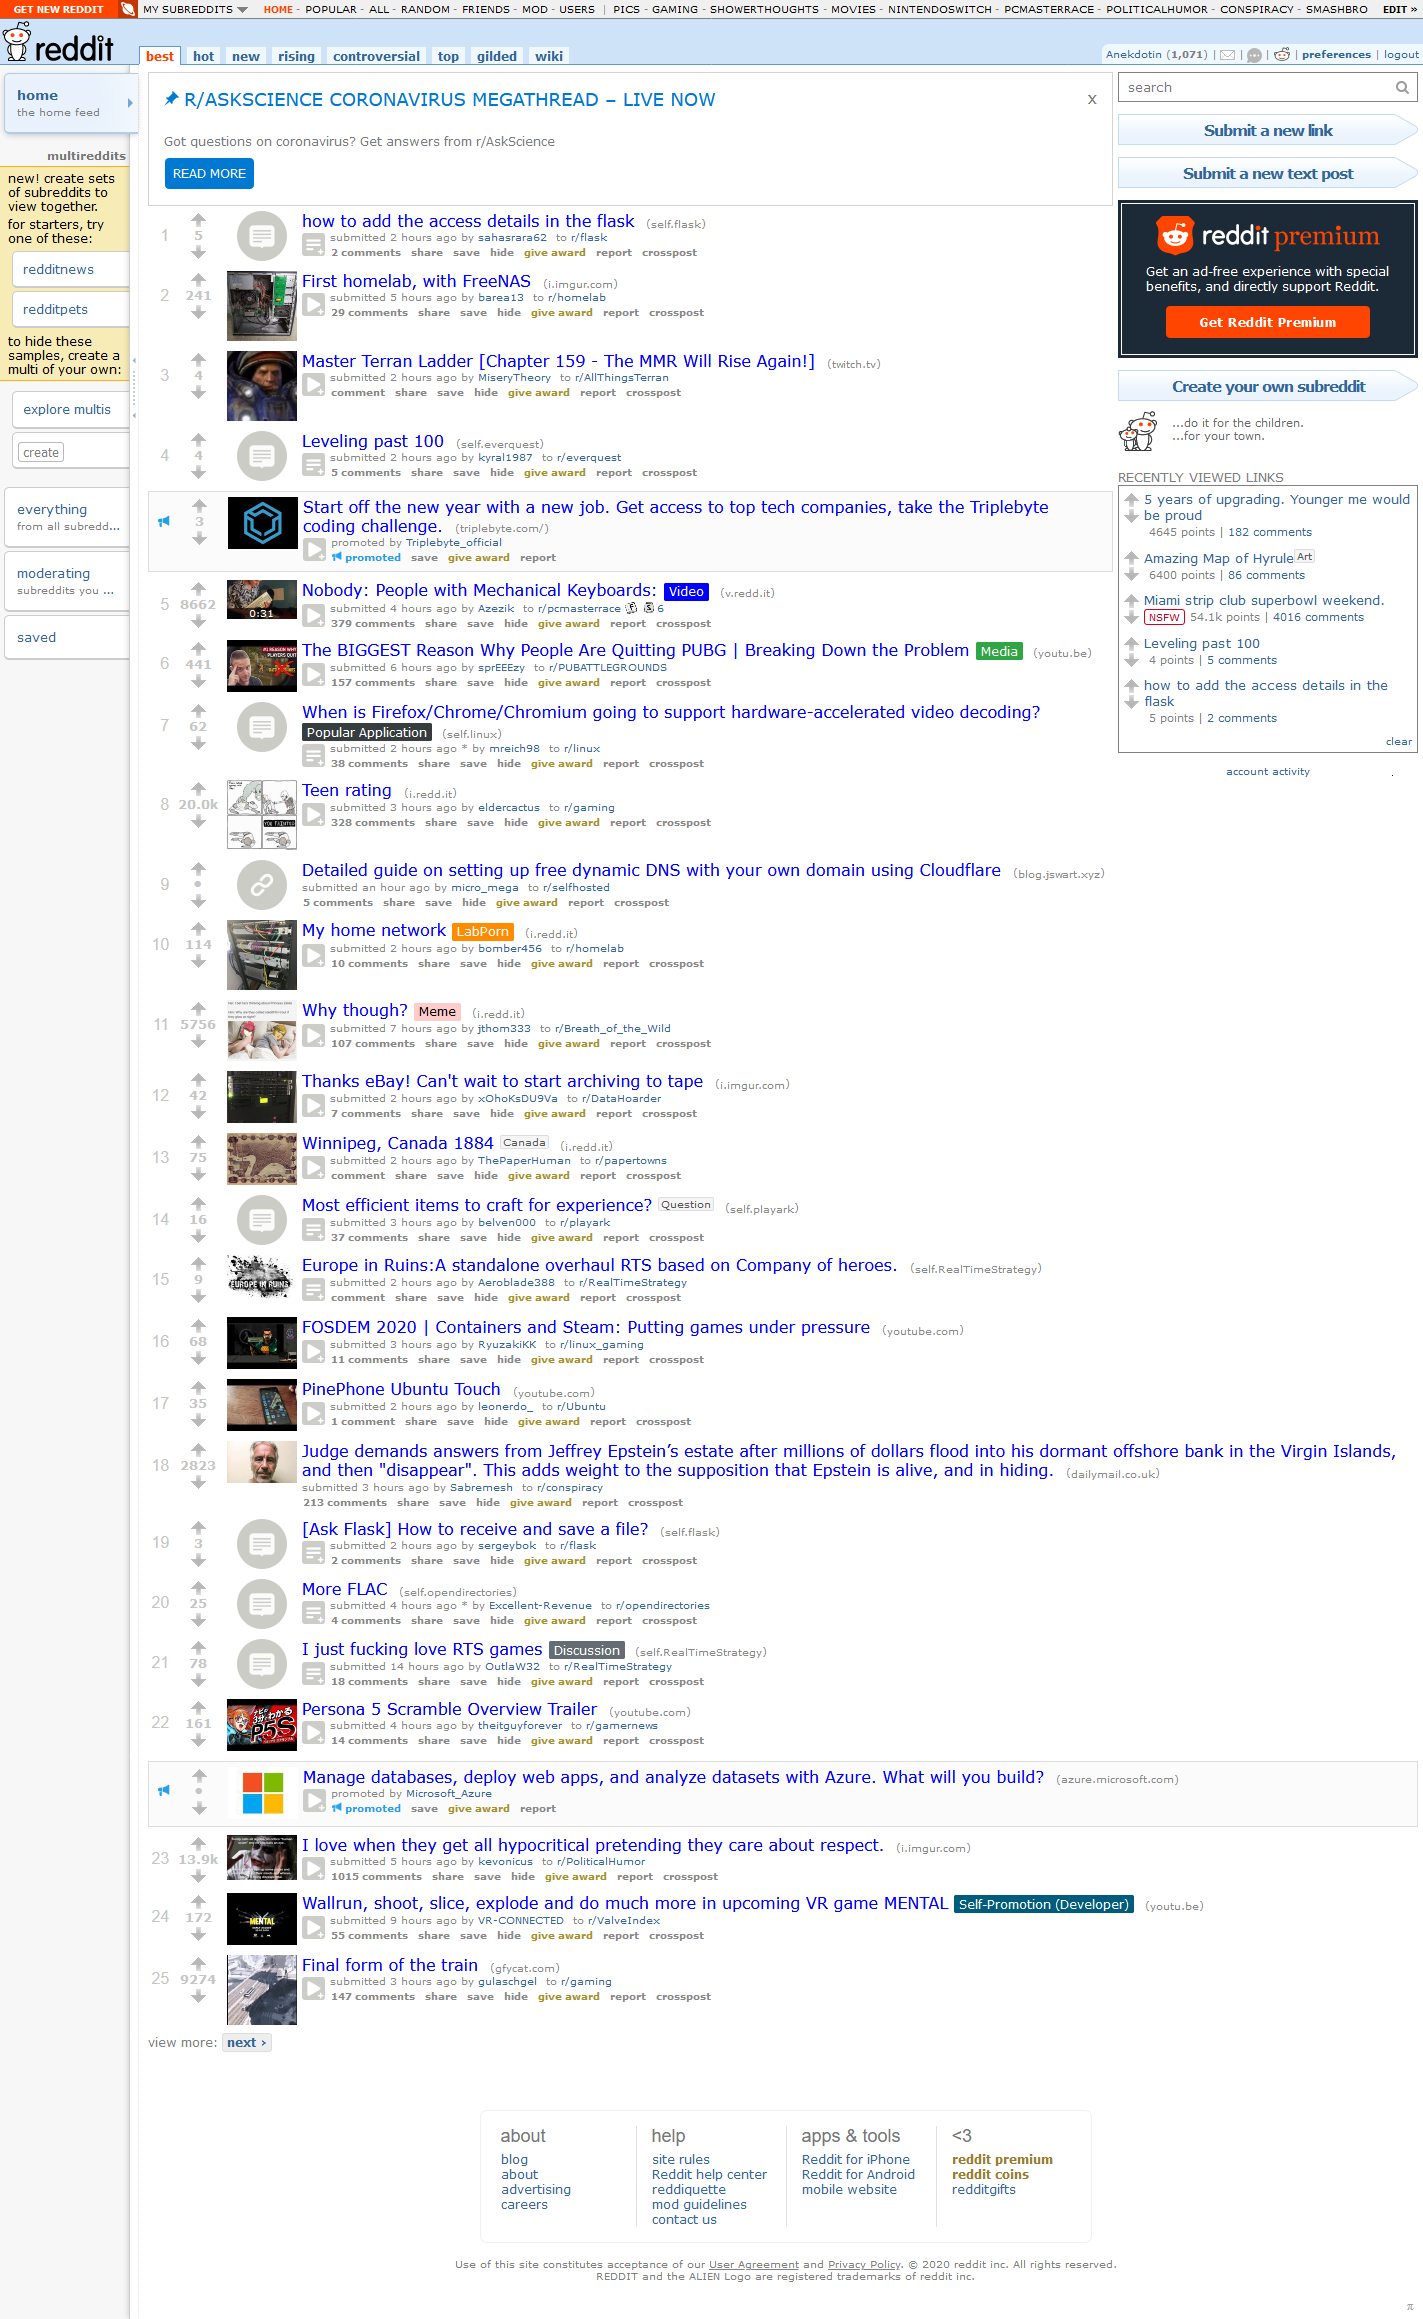 GET NEW REDDIT MY SUBREDDITS HOME - POPULAR - ALL - RANDOM - FRIENDS - MOD - USERS | PICS - GAMING - SHOWERTHOUGHTS - MOVIES - NINTENDOSWITCH - PCMASTERRACE - POLITICALHUMOR - CONSPIRACY - SMASHBRO EDIT »
reddit best hot new rising controversial top gilded wiki
Anekdotin (1,071) | | | | preferences | logout
home
the home feed
multireddits
new! create sets
of subreddits to
view together.
for starters, try
one of these:
redditnews
redditpets
to hide these
samples, create a
multi of your own:
explore multis
create
everything
from all subredd...
moderating
subreddits you ...
saved
R/ASKSCIENCE CORONAVIRUS MEGATHREAD – LIVE NOW
X
Got questions on coronavirus? Get answers from r/AskScience
READ MORE
1
5
how to add the access details in the flask (self.flask)
submitted 2 hours ago by sahasrara62 to r/flask
2 comments share save hide give award report crosspost
2
241
First homelab, with FreeNAS (i.imgur.com)
submitted 5 hours ago by barea13 to r/homelab
29 comments share save hide give award report crosspost
3
4
Master Terran Ladder [Chapter 159 - The MMR Will Rise Again!] (twitch.tv)
submitted 2 hours ago by MiseryTheory to r/AllThingsTerran
comment share save hide give award report crosspost
4
4
Leveling past 100 (self.everquest)
submitted 2 hours ago by kyral1987 to r/everquest
5 comments share save hide give award report crosspost
3
Start off the new year with a new job. Get access to top tech companies, take the Triplebyte
coding challenge. (triplebyte.com/)
promoted by Triplebyte_official
promoted save give award report
5
8662
0:31
Nobody: People with Mechanical Keyboards: Video (v.redd.it)
submitted 4 hours ago by Azezik to r/pcmasterrace 6
379 comments share save hide give award report crosspost
6
441
The BIGGEST Reason Why People Are Quitting PUBG | Breaking Down the Problem Media (youtu.be)
submitted 6 hours ago by sprEEEzy to r/PUBATTLEGROUNDS
157 comments share save hide give award report crosspost
7
62
When is Firefox/Chrome/Chromium going to support hardware-accelerated video decoding?
Popular Application (self.linux)
submitted 2 hours ago * by mreich98 to r/linux
38 comments share save hide give award report crosspost
8
20.0k
Teen rating (i.redd.it)
submitted 3 hours ago by eldercactus to r/gaming
328 comments share save hide give award report crosspost
9
•
Detailed guide on setting up free dynamic DNS with your own domain using Cloudflare (blog.jswart.xyz)
submitted an hour ago by micro_mega to r/selfhosted
5 comments share save hide give award report crosspost
10
114
My home network LabPorn (i.redd.it)
submitted 2 hours ago by bomber456 to r/homelab
10 comments share save hide give award report crosspost
11
5756
Why though? Meme (i.redd.it)
submitted 7 hours ago by jthom333 to r/Breath_of_the_Wild
107 comments share save hide give award report crosspost
12
42
Thanks eBay! Can't wait to start archiving to tape (i.imgur.com)
submitted 2 hours ago by xOhoKsDU9Va to r/DataHoarder
7 comments share save hide give award report crosspost
13
75
Winnipeg, Canada 1884 Canada (i.redd.it)
submitted 2 hours ago by ThePaperHuman to r/papertowns
comment share save hide give award report crosspost
14
16
Most efficient items to craft for experience? Question (self.playark)
submitted 3 hours ago by belven000 to r/playark
37 comments share save hide give award report crosspost
15
9
EUROPE IN RUINS
Europe in Ruins:A standalone overhaul RTS based on Company of heroes. (self.RealTimeStrategy)
submitted 2 hours ago by Aeroblade388 to r/RealTimeStrategy
comment share save hide give award report crosspost
16
68
FOSDEM 2020 | Containers and Steam: Putting games under pressure (youtube.com)
submitted 3 hours ago by RyuzakiKK to r/linux_gaming
11 comments share save hide give award report crosspost
17
35
PinePhone Ubuntu Touch (youtube.com)
submitted 2 hours ago by leonerdo_ to r/Ubuntu
1 comment share save hide give award report crosspost
18
2823
Judge demands answers from Jeffrey Epstein’s estate after millions of dollars flood into his dormant offshore bank in the Virgin Islands,
and then "disappear". This adds weight to the supposition that Epstein is alive, and in hiding. (dailymail.co.uk)
submitted 3 hours ago by Sabremesh to r/conspiracy
213 comments share save hide give award report crosspost
19
3
[Ask Flask] How to receive and save a file? (self.flask)
submitted 2 hours ago by sergeybok to r/flask
2 comments share save hide give award report crosspost
20
25
More FLAC (self.opendirectories)
submitted 4 hours ago * by Excellent-Revenue to r/opendirectories
4 comments share save hide give award report crosspost
21
78
I just fucking love RTS games Discussion (self.RealTimeStrategy)
submitted 14 hours ago by OutlaW32 to r/RealTimeStrategy
18 comments share save hide give award report crosspost
22
161
P5S
Persona 5 Scramble Overview Trailer (youtube.com)
submitted 4 hours ago by theitguyforever to r/gamernews
14 comments share save hide give award report crosspost
•
Manage databases, deploy web apps, and analyze datasets with Azure. What will you build? (azure.microsoft.com)
promoted by Microsoft_Azure
promoted save give award report
23
13.9k
I love when they get all hypocritical pretending they care about respect. (i.imgur.com)
submitted 5 hours ago by kevonicus to r/PoliticalHumor
1015 comments share save hide give award report crosspost
24
172
MENTAL
Wallrun, shoot, slice, explode and do much more in upcoming VR game MENTAL Self-Promotion (Developer) (youtu.be)
submitted 9 hours ago by VR-CONNECTED to r/ValveIndex
55 comments share save hide give award report crosspost
25
9274
Final form of the train (gfycat.com)
submitted 3 hours ago by gulaschgel to r/gaming
147 comments share save hide give award report crosspost
view more: next ›
search
Submit a new link
Submit a new text post
reddit premium
Get an ad-free experience with special
benefits, and directly support Reddit.
Get Reddit Premium
Create your own subreddit
...do it for the children.
...for your town.
RECENTLY VIEWED LINKS
5 years of upgrading. Younger me would
be proud
4645 points | 182 comments
Amazing Map of Hyrule Art
6400 points | 86 comments
Miami strip club superbowl weekend.
NSFW 54.1k points | 4016 comments
Leveling past 100
4 points | 5 comments
how to add the access details in the
flask
5 points | 2 comments
clear
account activity
about
blog
about
advertising
careers
help
site rules
Reddit help center
reddiquette
mod guidelines
contact us
apps & tools
Reddit for iPhone
Reddit for Android
mobile website
<3
reddit premium
reddit coins
redditgifts
Use of this site constitutes acceptance of our User Agreement and Privacy Policy. © 2020 reddit inc. All rights reserved.
REDDIT and the ALIEN Logo are registered trademarks of reddit inc.
π